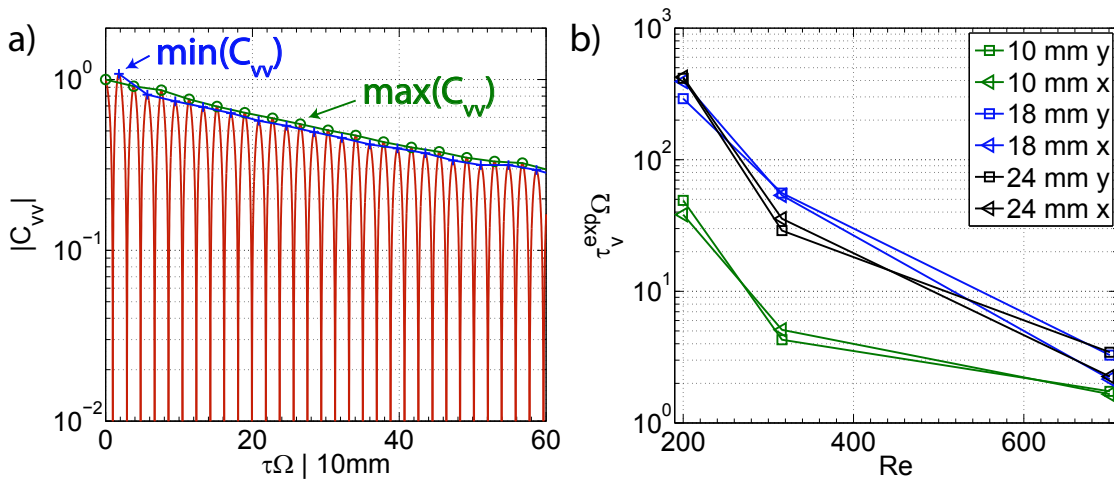 a)
min(C_vv)
max(C_vv)
|C_vv|
10^0
10^−1
10^−2
0
20
40
60
τΩ | 10mm
b)
τ_v^exp Ω
10^3
10^2
10^1
10^0
200
400
600
Re
10 mm y
10 mm x
18 mm y
18 mm x
24 mm y
24 mm x